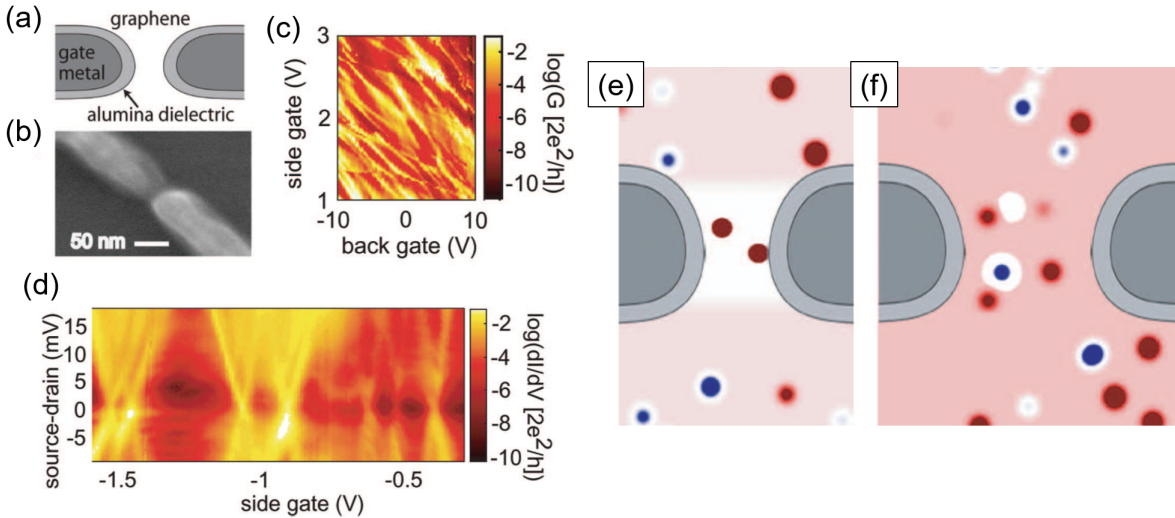 (a)
graphene
gate
metal
alumina dielectric
(b)
50 nm
(c)
3
2
1
side gate (V)
-10
0
10
back gate (V)
-2
-4
-6
-8
-10
log(G [2e²/h])
(d)
15
10
5
0
-5
source-drain (mV)
-1.5
-1
-0.5
side gate (V)
-2
-4
-6
-8
-10
log(dI/dV [2e²/h])
(e)
(f)